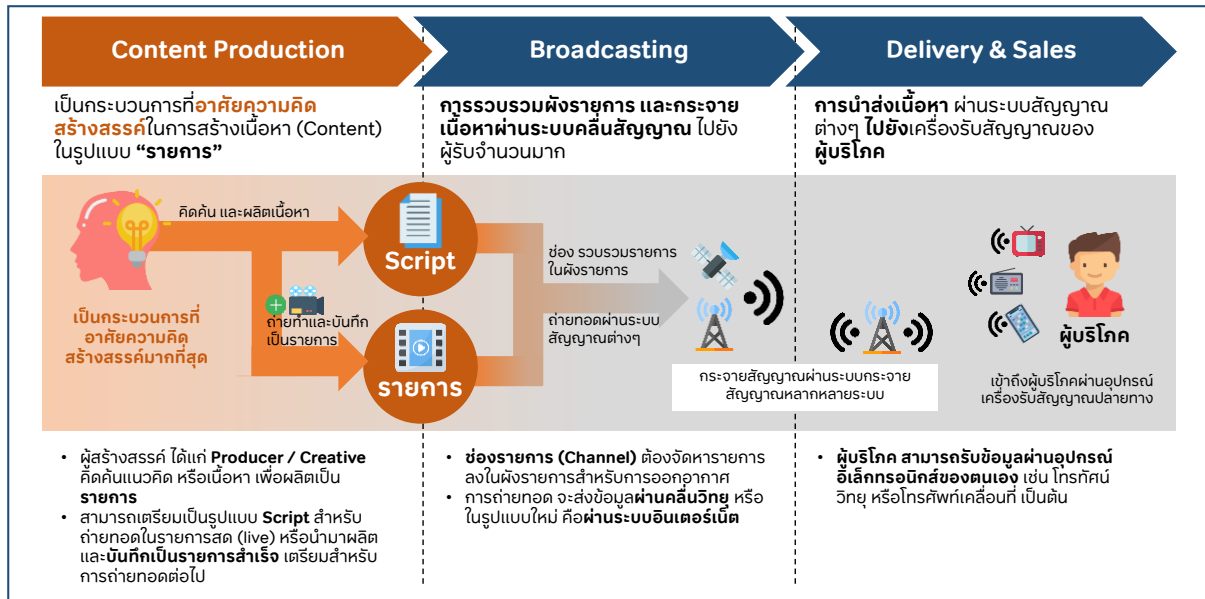 Content Production
Broadcasting
Delivery & Sales
เป็นกระบวนการที่อาศัยความคิด
สร้างสรรค์ในการสร้างเนื้อหา (Content)
ในรูปแบบ “รายการ”
การรวบรวมผังรายการ และกระจาย
เนื้อหาผ่านระบบคลื่นสัญญาณ ไปยัง
ผู้รับจำนวนมาก
การนำส่งเนื้อหา ผ่านระบบสัญญาณ
ต่างๆ ไปยังเครื่องรับสัญญาณของ
ผู้บริโภค
คิดค้น และผลิตเนื้อหา
Script
เป็นกระบวนการที่
อาศัยความคิด
สร้างสรรค์มากที่สุด
ถ่ายทำและบันทึก
เป็นรายการ
รายการ
ช่อง รวบรวมรายการ
ในผังรายการ
ถ่ายทอดผ่านระบบ
สัญญาณต่างๆ
กระจายสัญญาณผ่านระบบกระจาย
สัญญาณหลากหลายระบบ
ผู้บริโภค
เข้าถึงผู้บริโภคผ่านอุปกรณ์
เครื่องรับสัญญาณปลายทาง
• ผู้สร้างสรรค์ ได้แก่ Producer / Creative
คิดค้นแนวคิด หรือเนื้อหา เพื่อผลิตเป็น
รายการ
• สามารถเตรียมเป็นรูปแบบ Script สำหรับ
ถ่ายทอดในรายการสด (live) หรือนำมาผลิต
และบันทึกเป็นรายการสำเร็จ เตรียมสำหรับ
การถ่ายทอดต่อไป
• ช่องรายการ (Channel) ต้องจัดหารายการ
ลงในผังรายการสำหรับการออกอากาศ
• การถ่ายทอด จะส่งข้อมูลผ่านคลื่นวิทยุ หรือ
ในรูปแบบใหม่ คือผ่านระบบอินเตอร์เน็ต
• ผู้บริโภค สามารถรับข้อมูลผ่านอุปกรณ์
อิเล็กทรอนิกส์ของตนเอง เช่น โทรทัศน์
วิทยุ หรือโทรศัพท์เคลื่อนที่ เป็นต้น